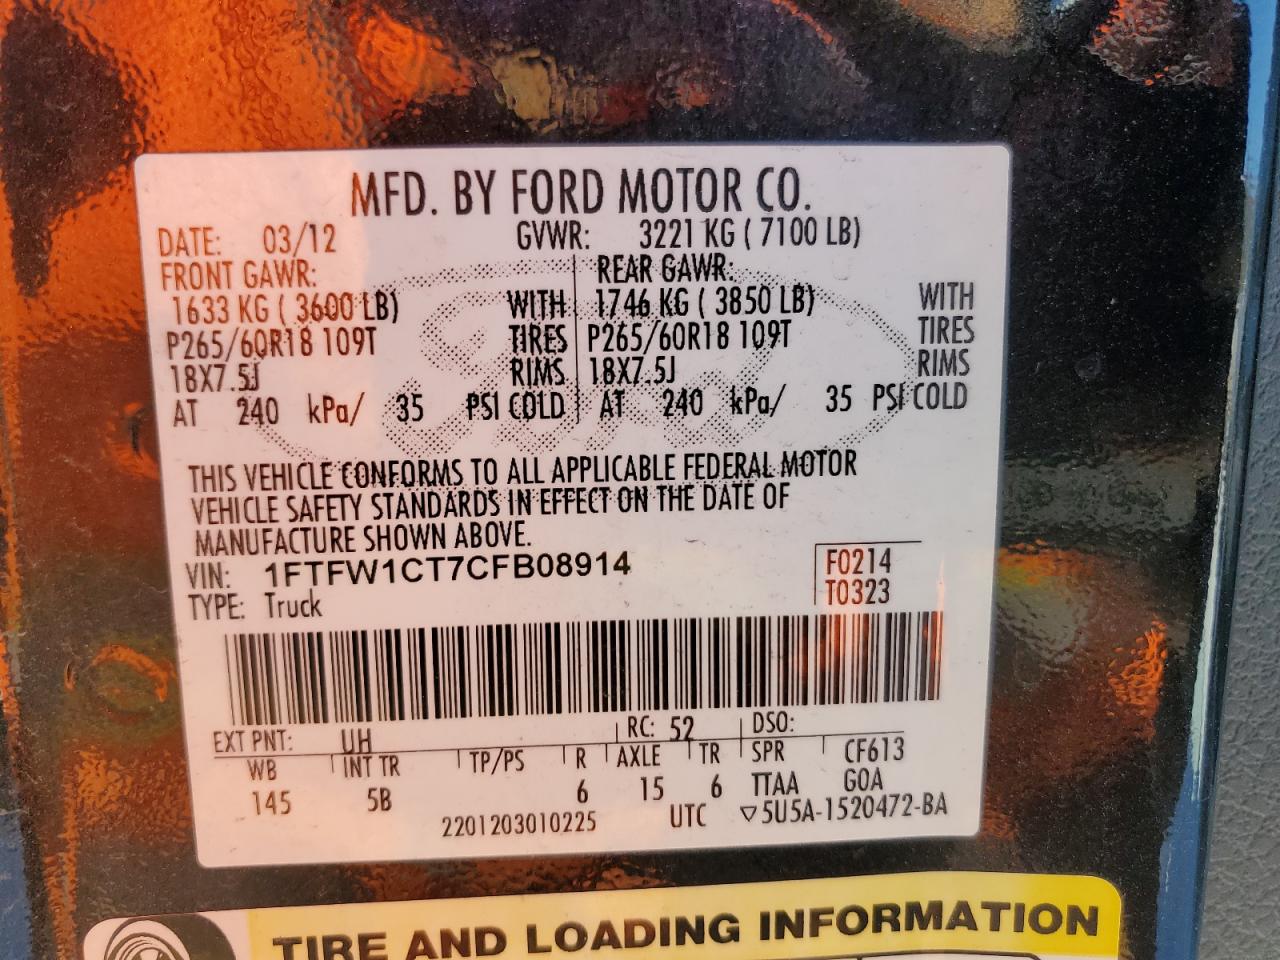 MFD. BY FORD MOTOR CO.
DATE: 03/12 GVWR: 3221 KG ( 7100 LB)
FRONT GAWR: REAR GAWR:
1633 KG ( 3600 LB) WITH 1746 KG ( 3850 LB) WITH
P265/60R18 109T TIRES P265/60R18 109T TIRES
18X7.5J RIMS 18X7.5J RIMS
AT 240 kPa/ 35 PSI COLD AT 240 kPa/ 35 PSI COLD
Ford
THIS VEHICLE CONFORMS TO ALL APPLICABLE FEDERAL MOTOR
VEHICLE SAFETY STANDARDS IN EFFECT ON THE DATE OF
MANUFACTURE SHOWN ABOVE.
VIN: 1FTFW1CT7CFB08914 F0214
TYPE: Truck T0323
EXT PNT: UH RC: 52 DSO:
WB INT TR TP/PS R AXLE TR SPR CF613
145 5B 6 15 6 TTAA GOA
2201203010225 UTC ▽5U5A-1520472-BA
TIRE AND LOADING INFORMATION